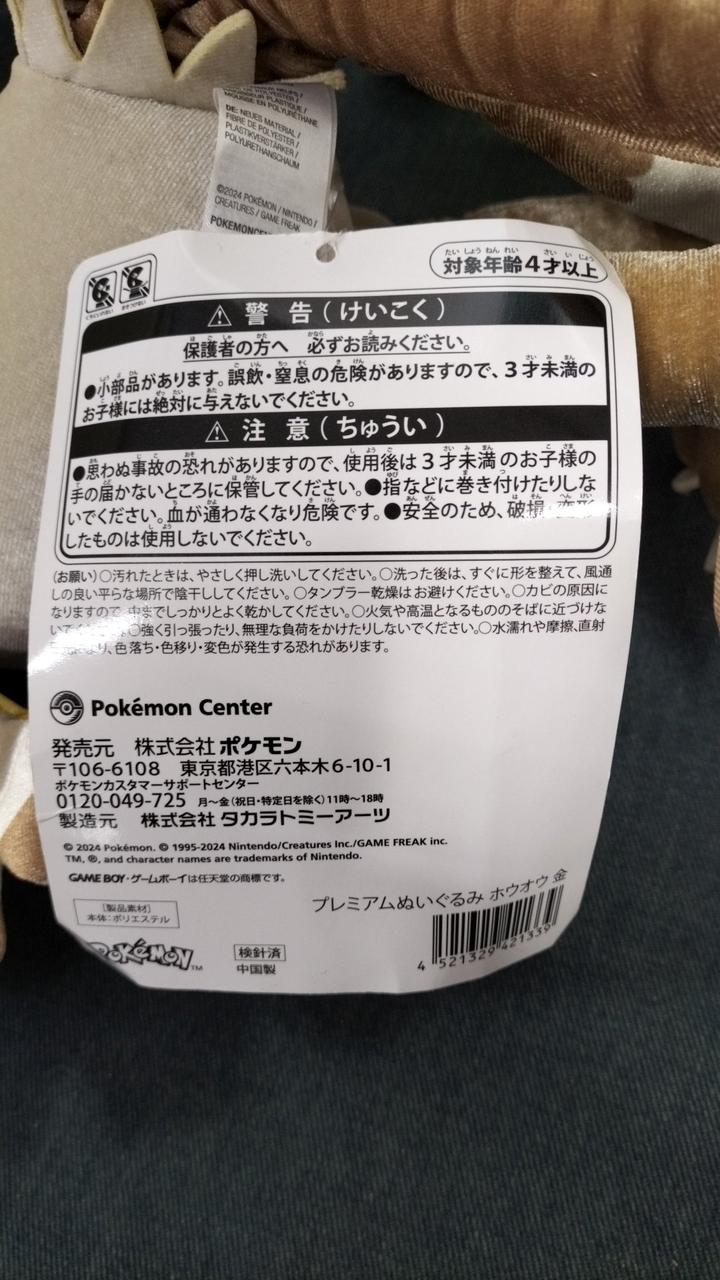 DE: NEUES MATERIAL /
FIBRE DE POLYESTER /
PLASTIKVERSTÄRKER /
POLYURETHANSCHAUM
©2024 POKÉMON / NINTENDO /
CREATURES / GAME FREAK
対象年齢4才以上
警告(けいこく)
保護者の方へ 必ずお読みください。
●小部品があります。誤飲・窒息の危険がありますので、3才未満の
お子様には絶対に与えないでください。
注意(ちゅうい)
●思わぬ事故の恐れがありますので、使用後は3才未満のお子様の
手の届かないところに保管してください。●指などに巻き付けたりしな
いでください。血が通わなくなり危険です。●安全のため、破損・変形
したものは使用しないでください。
(お願い)○汚れたときは、やさしく押し洗いしてください。○洗った後は、すぐに形を整えて、風通
しの良い平らな場所で陰干ししてください。○タンブラー乾燥はお避けください。○カビの原因に
なりますので、中までしっかりとよく乾かしてください。○火気や高温となるもののそばに近づけな
いでください。○強く引っ張ったり、無理な負荷をかけたりしないでください。○水濡れや摩擦、直射
より、色落ち・色移り・変色が発生する恐れがあります。
Pokémon Center
発売元 株式会社ポケモン
〒106-6108 東京都港区六本木6-10-1
ポケモンカスタマーサポートセンター
0120-049-725 月〜金(祝日・特定日を除く)11時〜18時
製造元 株式会社タカラトミーアーツ
© 2024 Pokémon. © 1995-2024 Nintendo/Creatures Inc./GAME FREAK inc.
TM, ®, and character names are trademarks of Nintendo.
GAME BOY・ゲームボーイは任天堂の商標です。
プレミアムぬいぐるみ ホウオウ 金
[製品素材]
本体:ポリエステル
POKÉMON TM
検針済
中国製
4 521329 421339